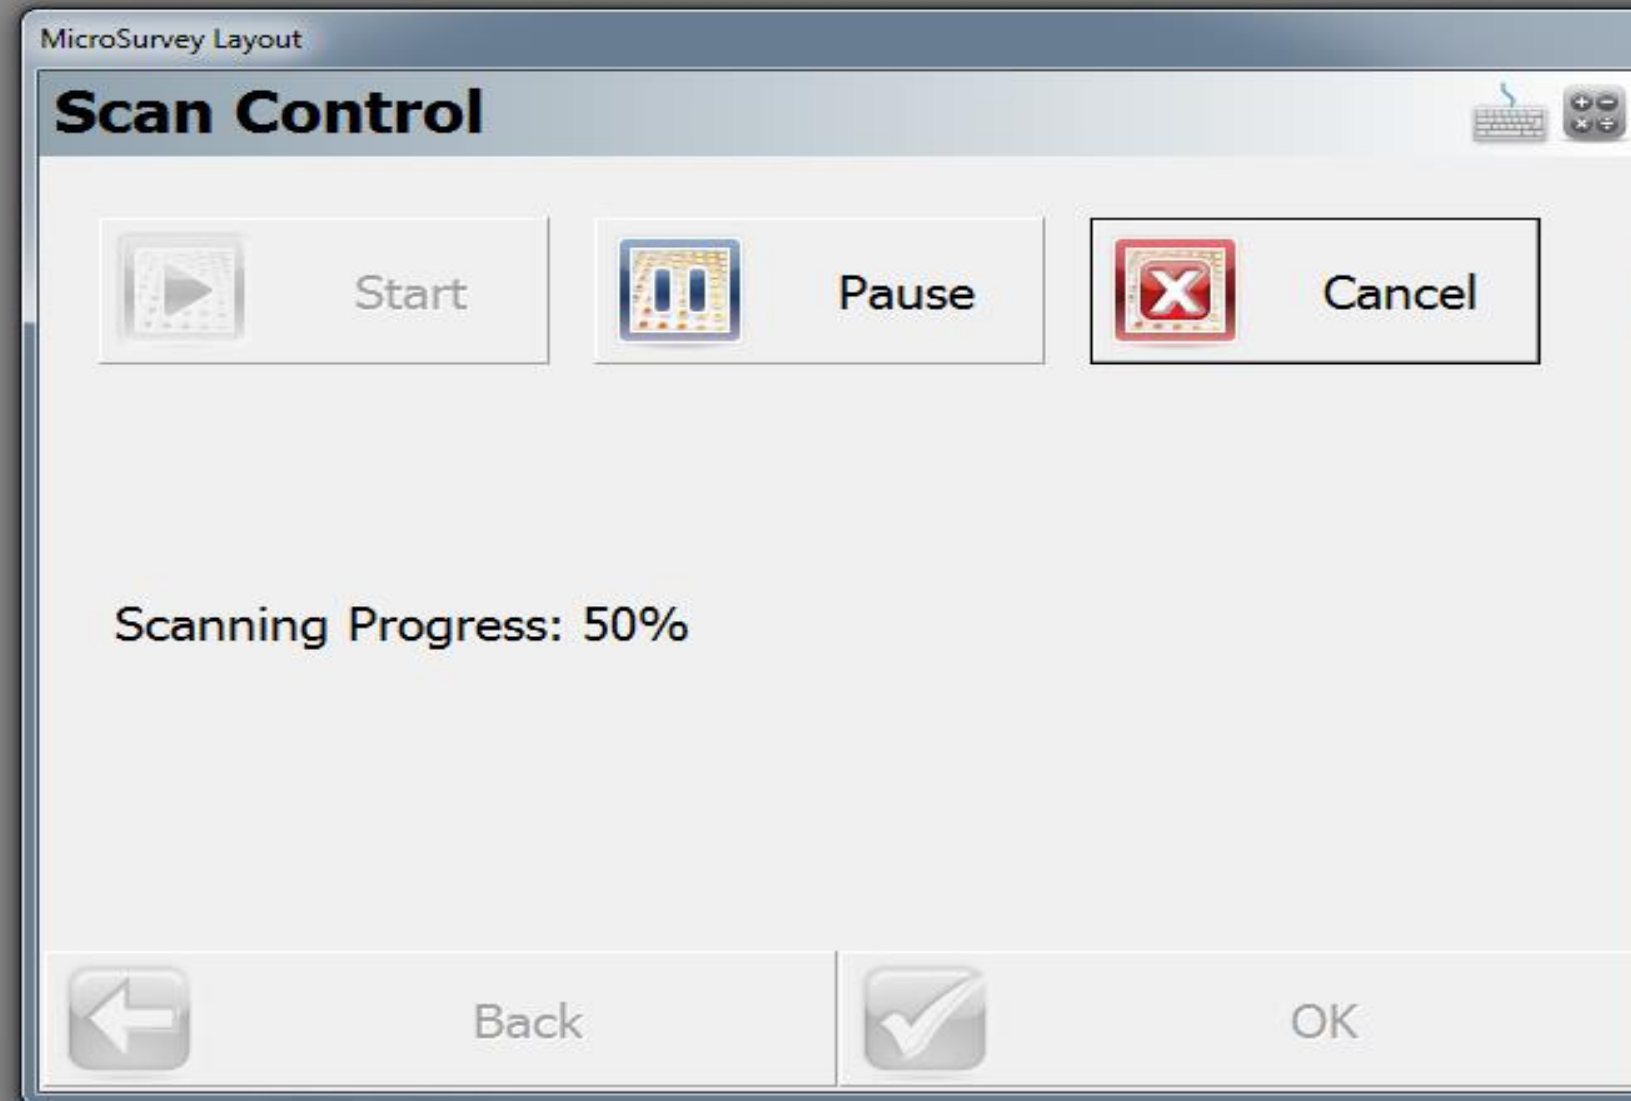 MicroSurvey Layout
Scan Control
Start
Pause
Cancel
Scanning Progress: 50%
Back
OK